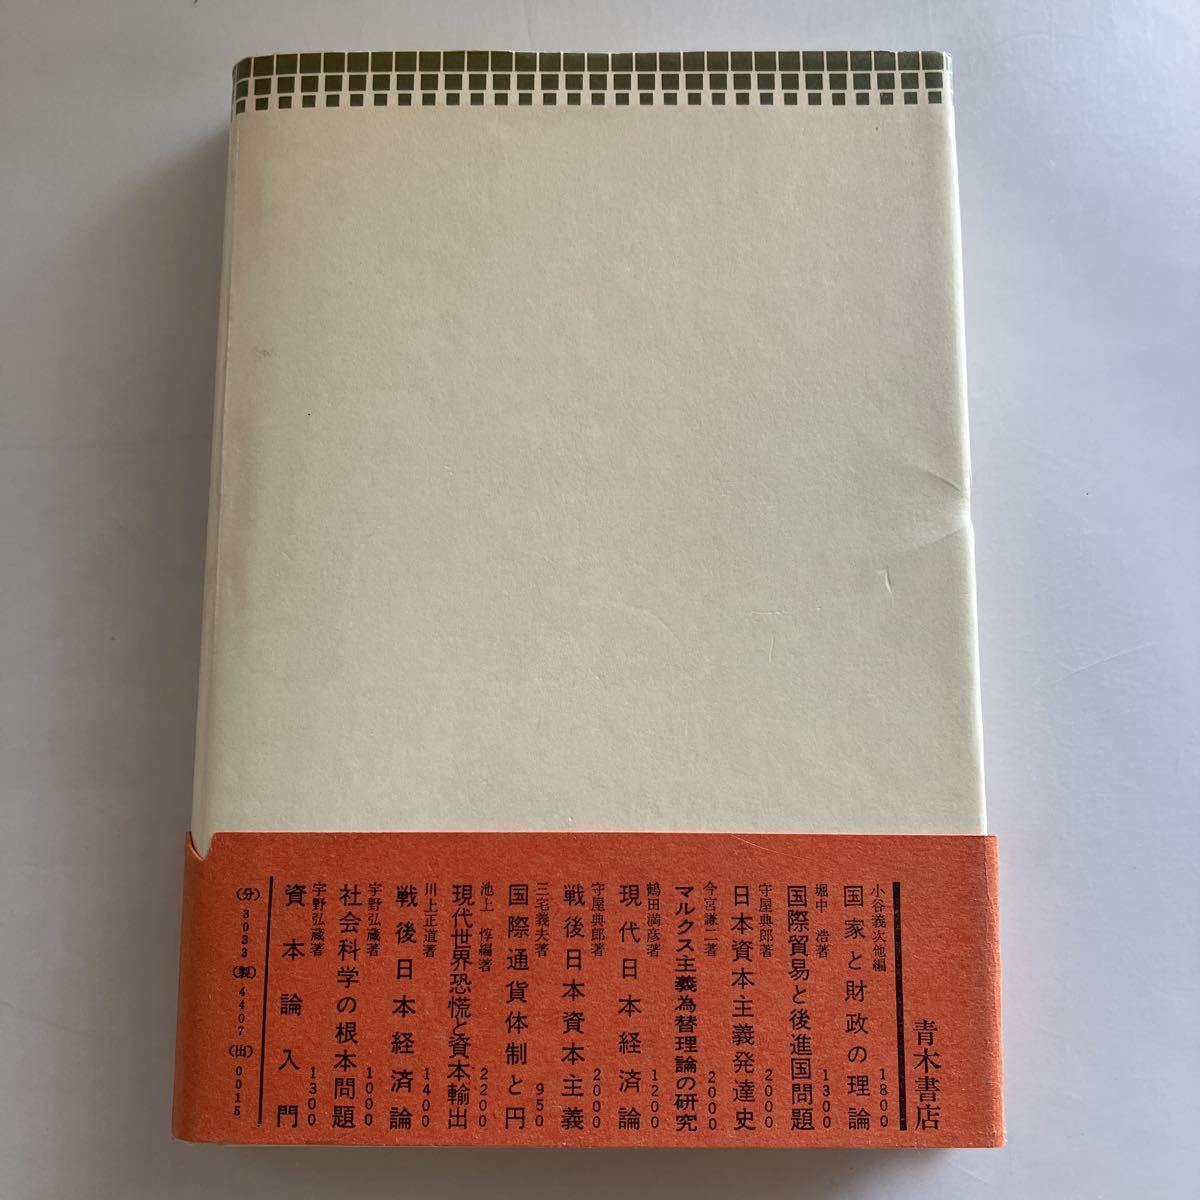 青木書店
小谷義次他編
国家と財政の理論 1800
堀中 浩著
国際貿易と後進国問題 1300
守屋典郎著
日本資本主義発達史 2000
今宮謙二著
マルクス主義為替理論の研究 2000
鶴田満彦著
現代日本経済論 1200
守屋典郎著
戦後日本資本主義 2000
三宅義夫著
国際通貨体制と円 950
池上 惇編著
現代世界恐慌と資本輸出 2200
川上正道著
戦後日本経済論 1400
宇野弘蔵著
社会科学の根本問題 1000
宇野弘蔵著
資本論入門 1300
(分)3033(製)4407(出)0015